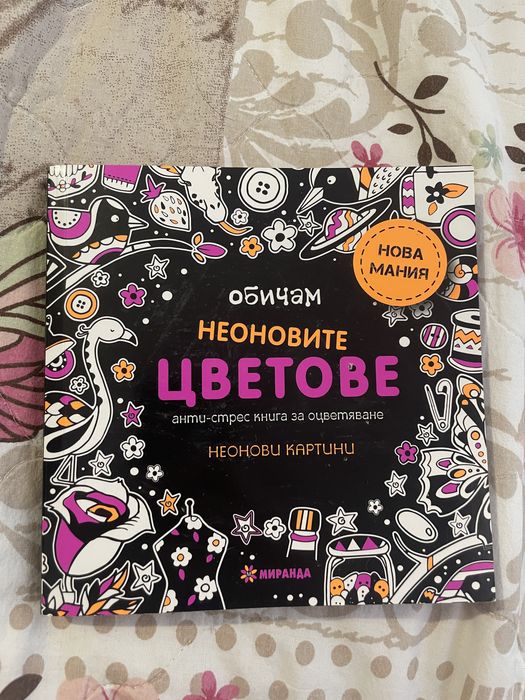 НОВА
МАНИЯ
обичам
НЕОНОВИТЕ
ЦВЕТОВЕ
анти-стрес книга за оцветяване
НЕОНОВИ КАРТИНИ
МИРАНДА